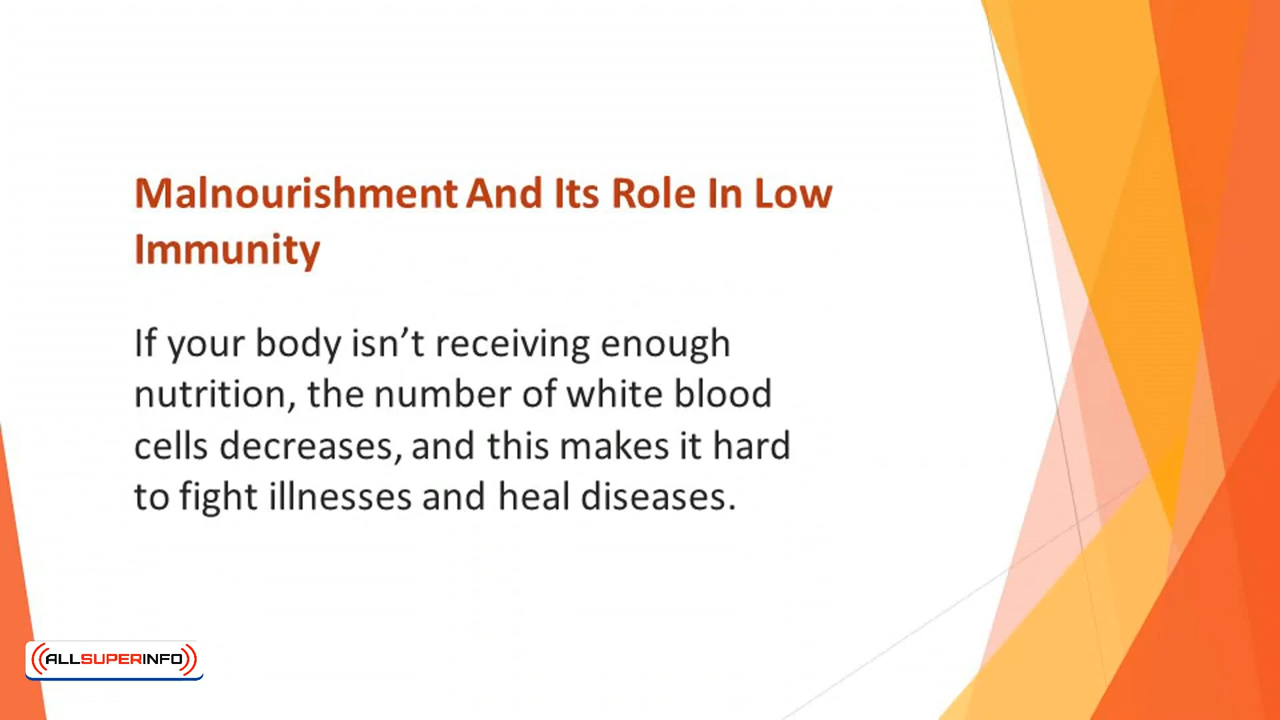 Malnourishment And Its Role In Low
Immunity
If your body isn’t receiving enough
nutrition, the number of white blood
cells decreases, and this makes it hard
to fight illnesses and heal diseases.
ALLSUPERINFO